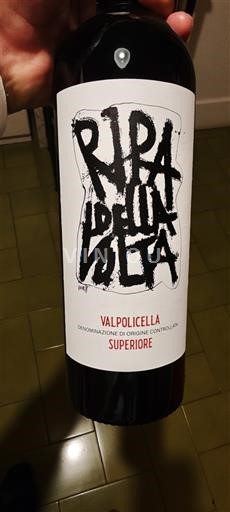 RIPA
DELLA
VOLTA
VALPOLICELLA
DENOMINAZIONE DI ORIGINE CONTROLLATA
SUPERIORE